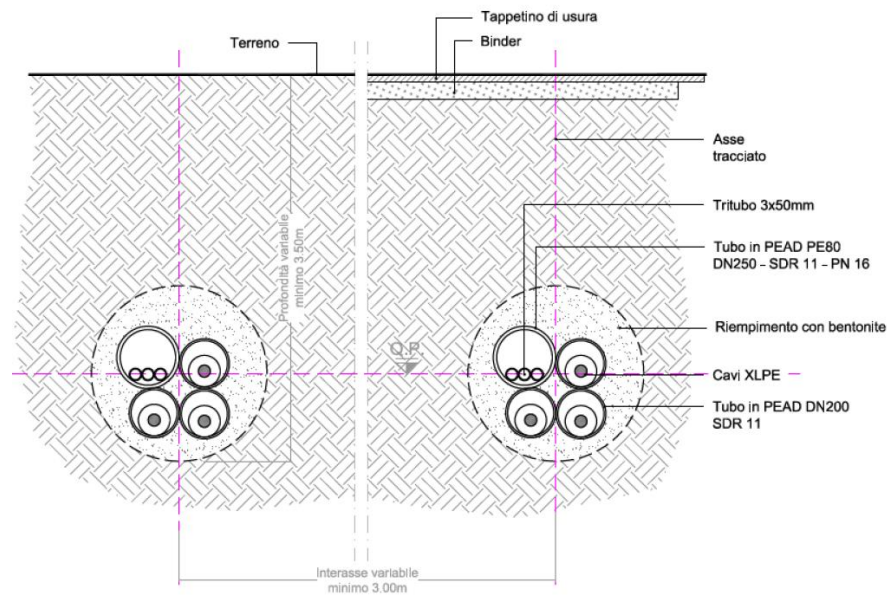 Tappetino di usura
Terreno
Binder
Asse
tracciato
Tritubo 3x50mm
Profondità variabile
minimo 3.50m
Tubo in PEAD PE80
DN250 - SDR 11 - PN 16
Riempimento con bentonite
Q.P.
Cavi XLPE
Tubo in PEAD DN200
SDR 11
Interasse variabile
minimo 3.00m